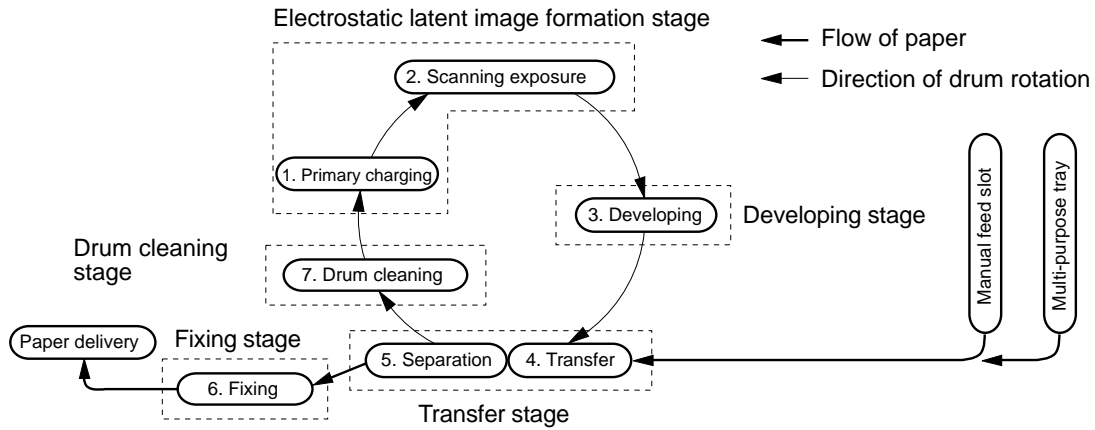 Electrostatic latent image formation stage
Flow of paper
2. Scanning exposure
Direction of drum rotation
1. Primary charging
3. Developing
Developing stage
Manual feed slot
Multi-purpose tray
Drum cleaning
stage
7. Drum cleaning
Paper delivery
Fixing stage
5. Separation
4. Transfer
6. Fixing
Transfer stage